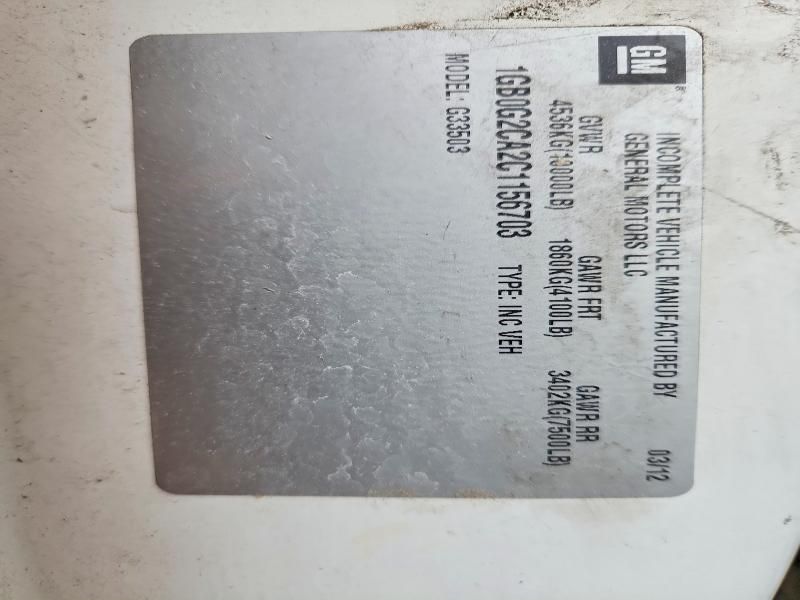 GM
INCOMPLETE VEHICLE MANUFACTURED BY 03/12
GENERAL MOTORS LLC
GVWR GAWR FRT GAWR RR
4536KG(10000LB) 1860KG(4100LB) 3402KG(7500LB)
1GB0G2CA2C1156703 TYPE: INC VEH
MODEL: G33503